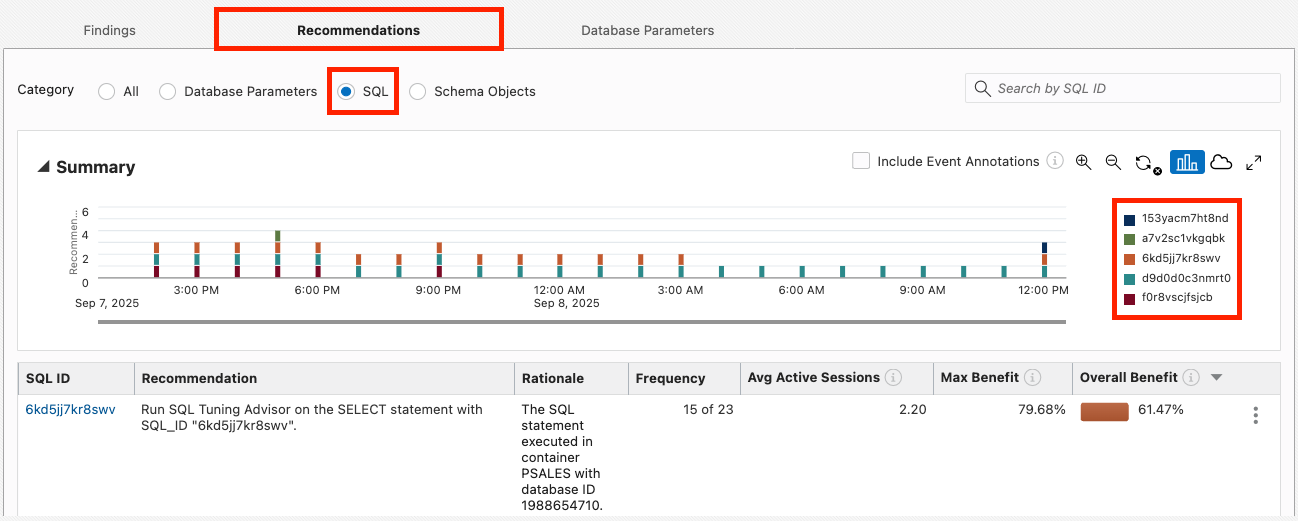 Findings
Recommendations
Database Parameters
Category
All
Database Parameters
SQL
Schema Objects
Search by SQL ID
Summary
Include Event Annotations
Recommen...
6
4
2
0
3:00 PM
6:00 PM
9:00 PM
12:00 AM
3:00 AM
6:00 AM
9:00 AM
12:00 PM
Sep 7, 2025
Sep 8, 2025
153yacm7ht8nd
a7v2sc1vkgqbk
6kd5jj7kr8swv
d9d0d0c3nmrt0
f0r8vscjfsjcb
SQL ID
Recommendation
Rationale
Frequency
Avg Active Sessions
Max Benefit
Overall Benefit
6kd5jj7kr8swv
Run SQL Tuning Advisor on the SELECT statement with
SQL_ID "6kd5jj7kr8swv".
The SQL
statement
executed in
container
PSALES with
database ID
1988654710.
15 of 23
2.20
79.68%
61.47%